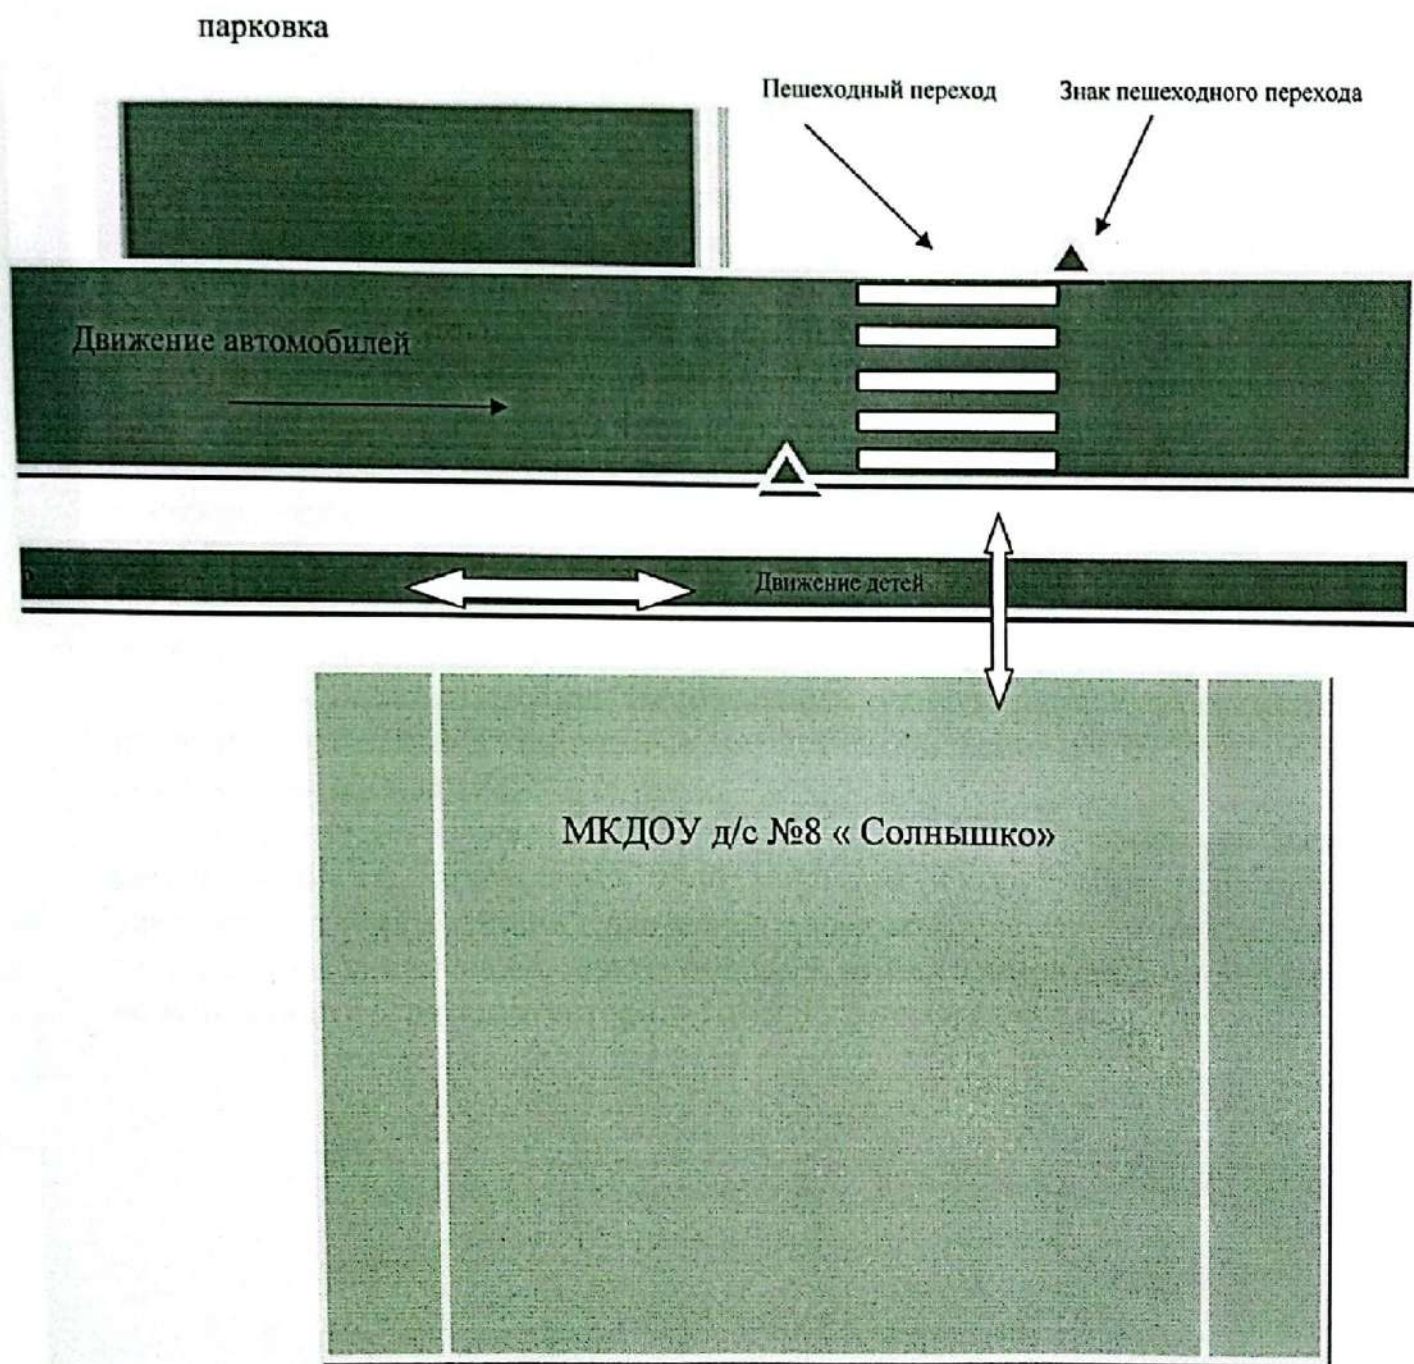 парковка
Пешеходный переход
Знак пешеходного перехода
Движение автомобилей
Движение детей
МКДОУ д/с №8 « Солнышко»